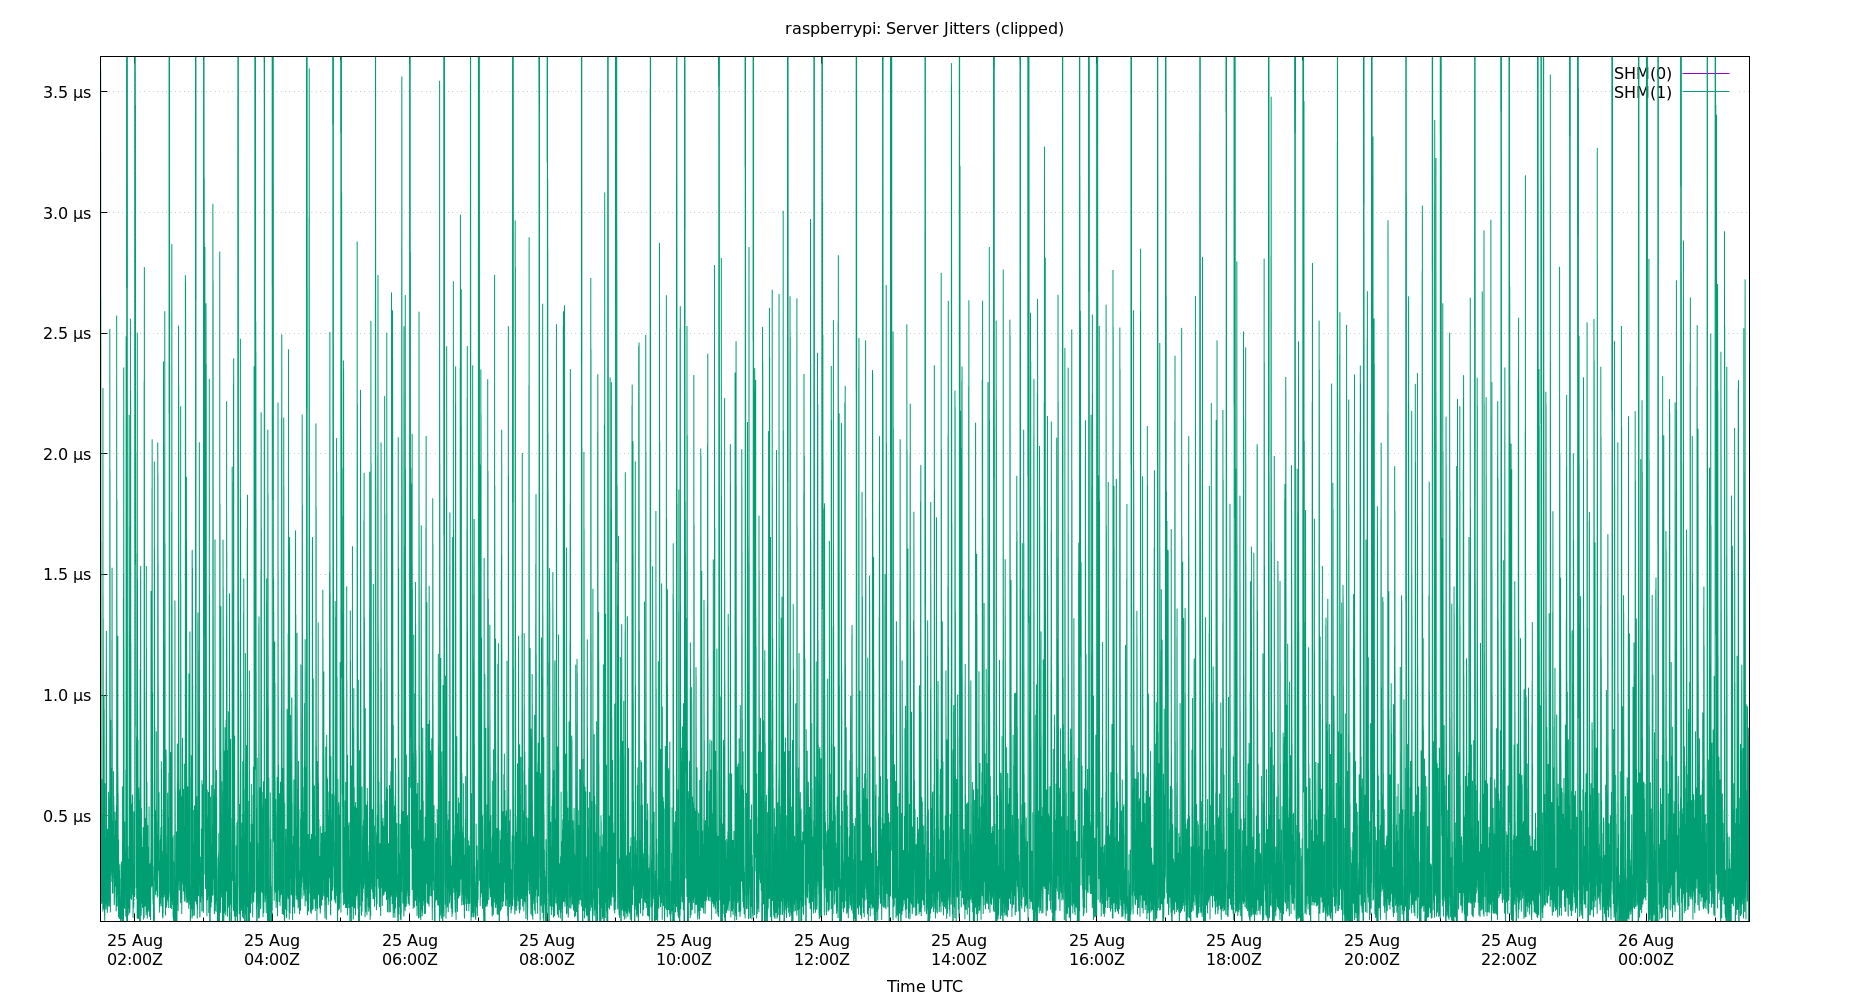 raspberrypi: Server Jitters (clipped)
SHM(0)
SHM(1)
3.5 µs
3.0 µs
2.5 µs
2.0 µs
1.5 µs
1.0 µs
0.5 µs
25 Aug 25 Aug 25 Aug 25 Aug 25 Aug 25 Aug 25 Aug 25 Aug 25 Aug 25 Aug 25 Aug 26 Aug
02:00Z 04:00Z 06:00Z 08:00Z 10:00Z 12:00Z 14:00Z 16:00Z 18:00Z 20:00Z 22:00Z 00:00Z
Time UTC